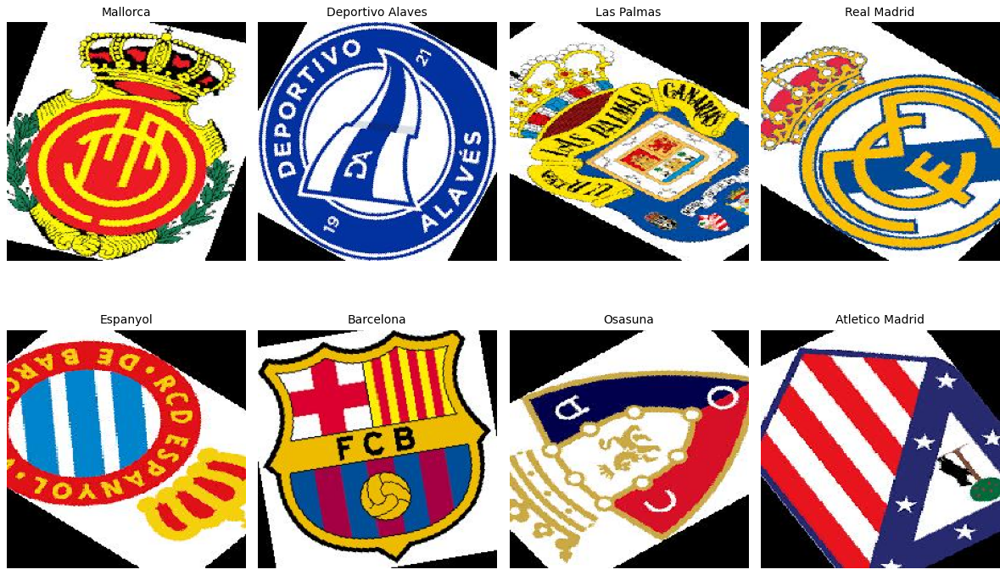 Mallorca
Deportivo Alaves
Las Palmas
Real Madrid
DEPORTIVO
21
DA
19
ALAVÉS
LAS PALMAS
Espanyol
Barcelona
Osasuna
Atletico Madrid
RCD ESPANYOL • DE BARC
FCB
D
O
C